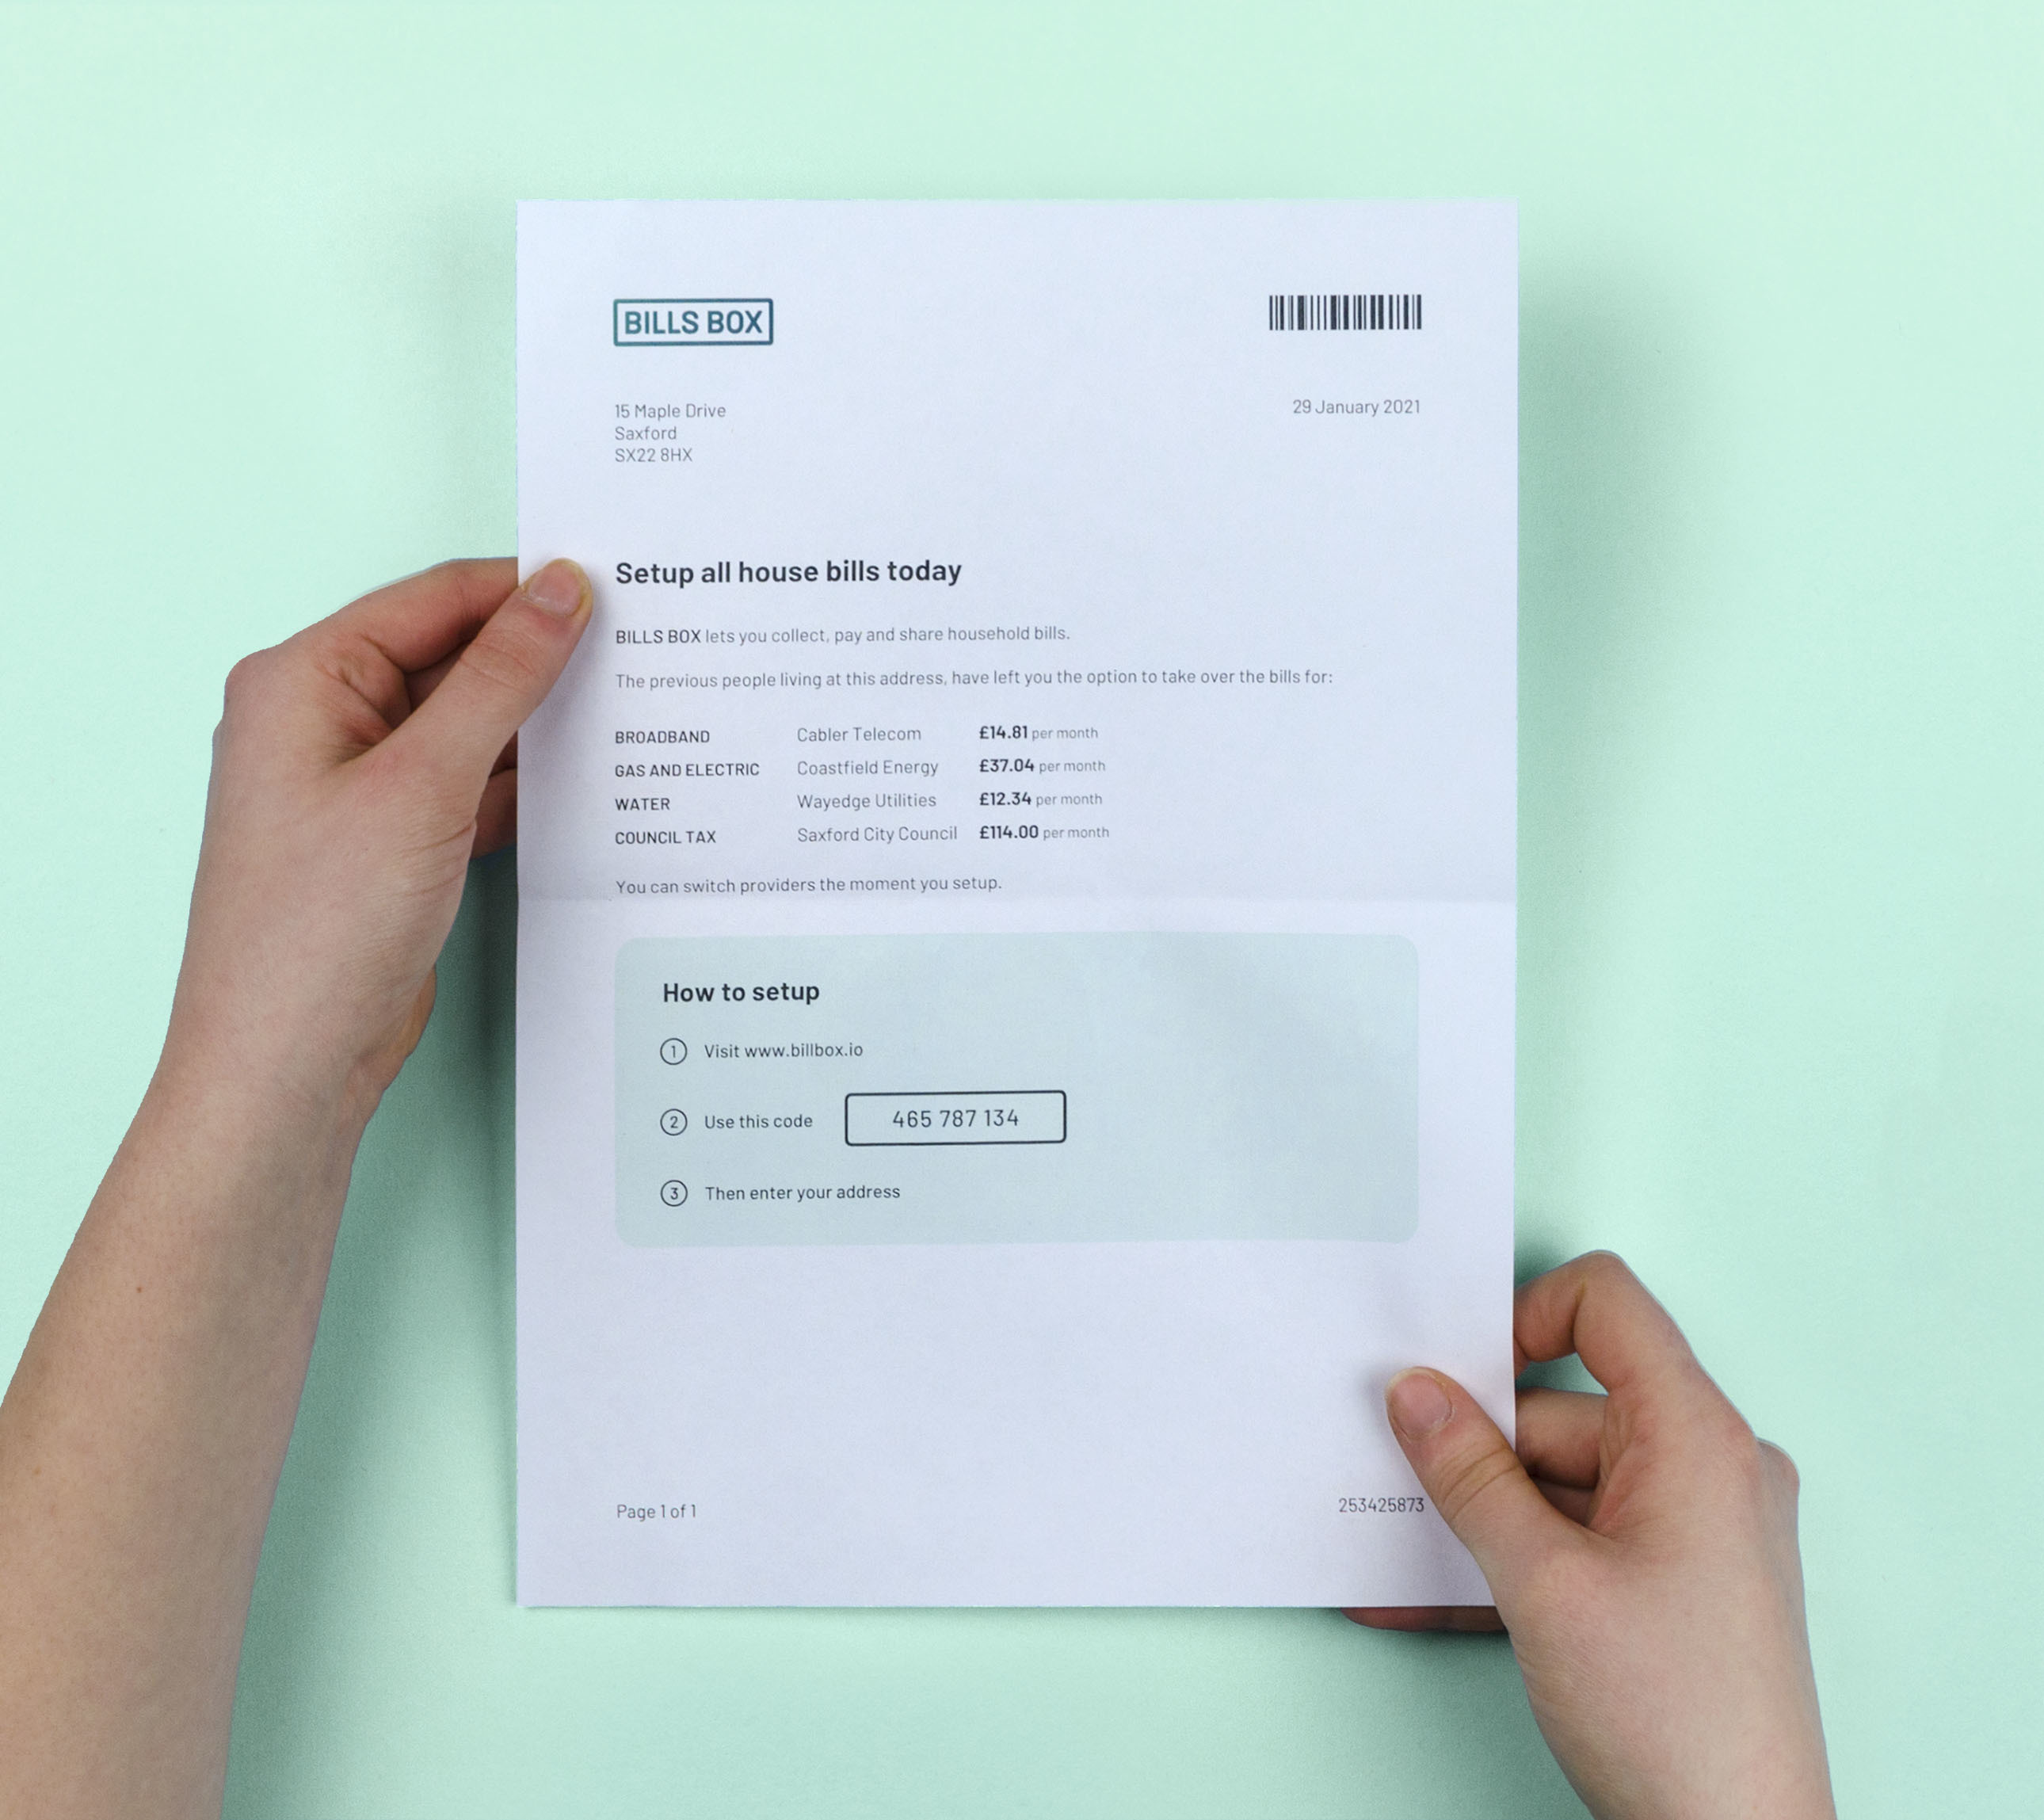 BILLS BOX
15 Maple Drive
Saxford
SX22 8HX
29 January 2021
Setup all house bills today
BILLS BOX lets you collect, pay and share household bills.
The previous people living at this address, have left you the option to take over the bills for:
BROADBAND Cabler Telecom £14.81 per month
GAS AND ELECTRIC Coastfield Energy £37.04 per month
WATER Wayedge Utilities £12.34 per month
COUNCIL TAX Saxford City Council £114.00 per month
You can switch providers the moment you setup.
How to setup
1 Visit www.billbox.io
2 Use this code 465 787 134
3 Then enter your address
Page 1 of 1
253425873